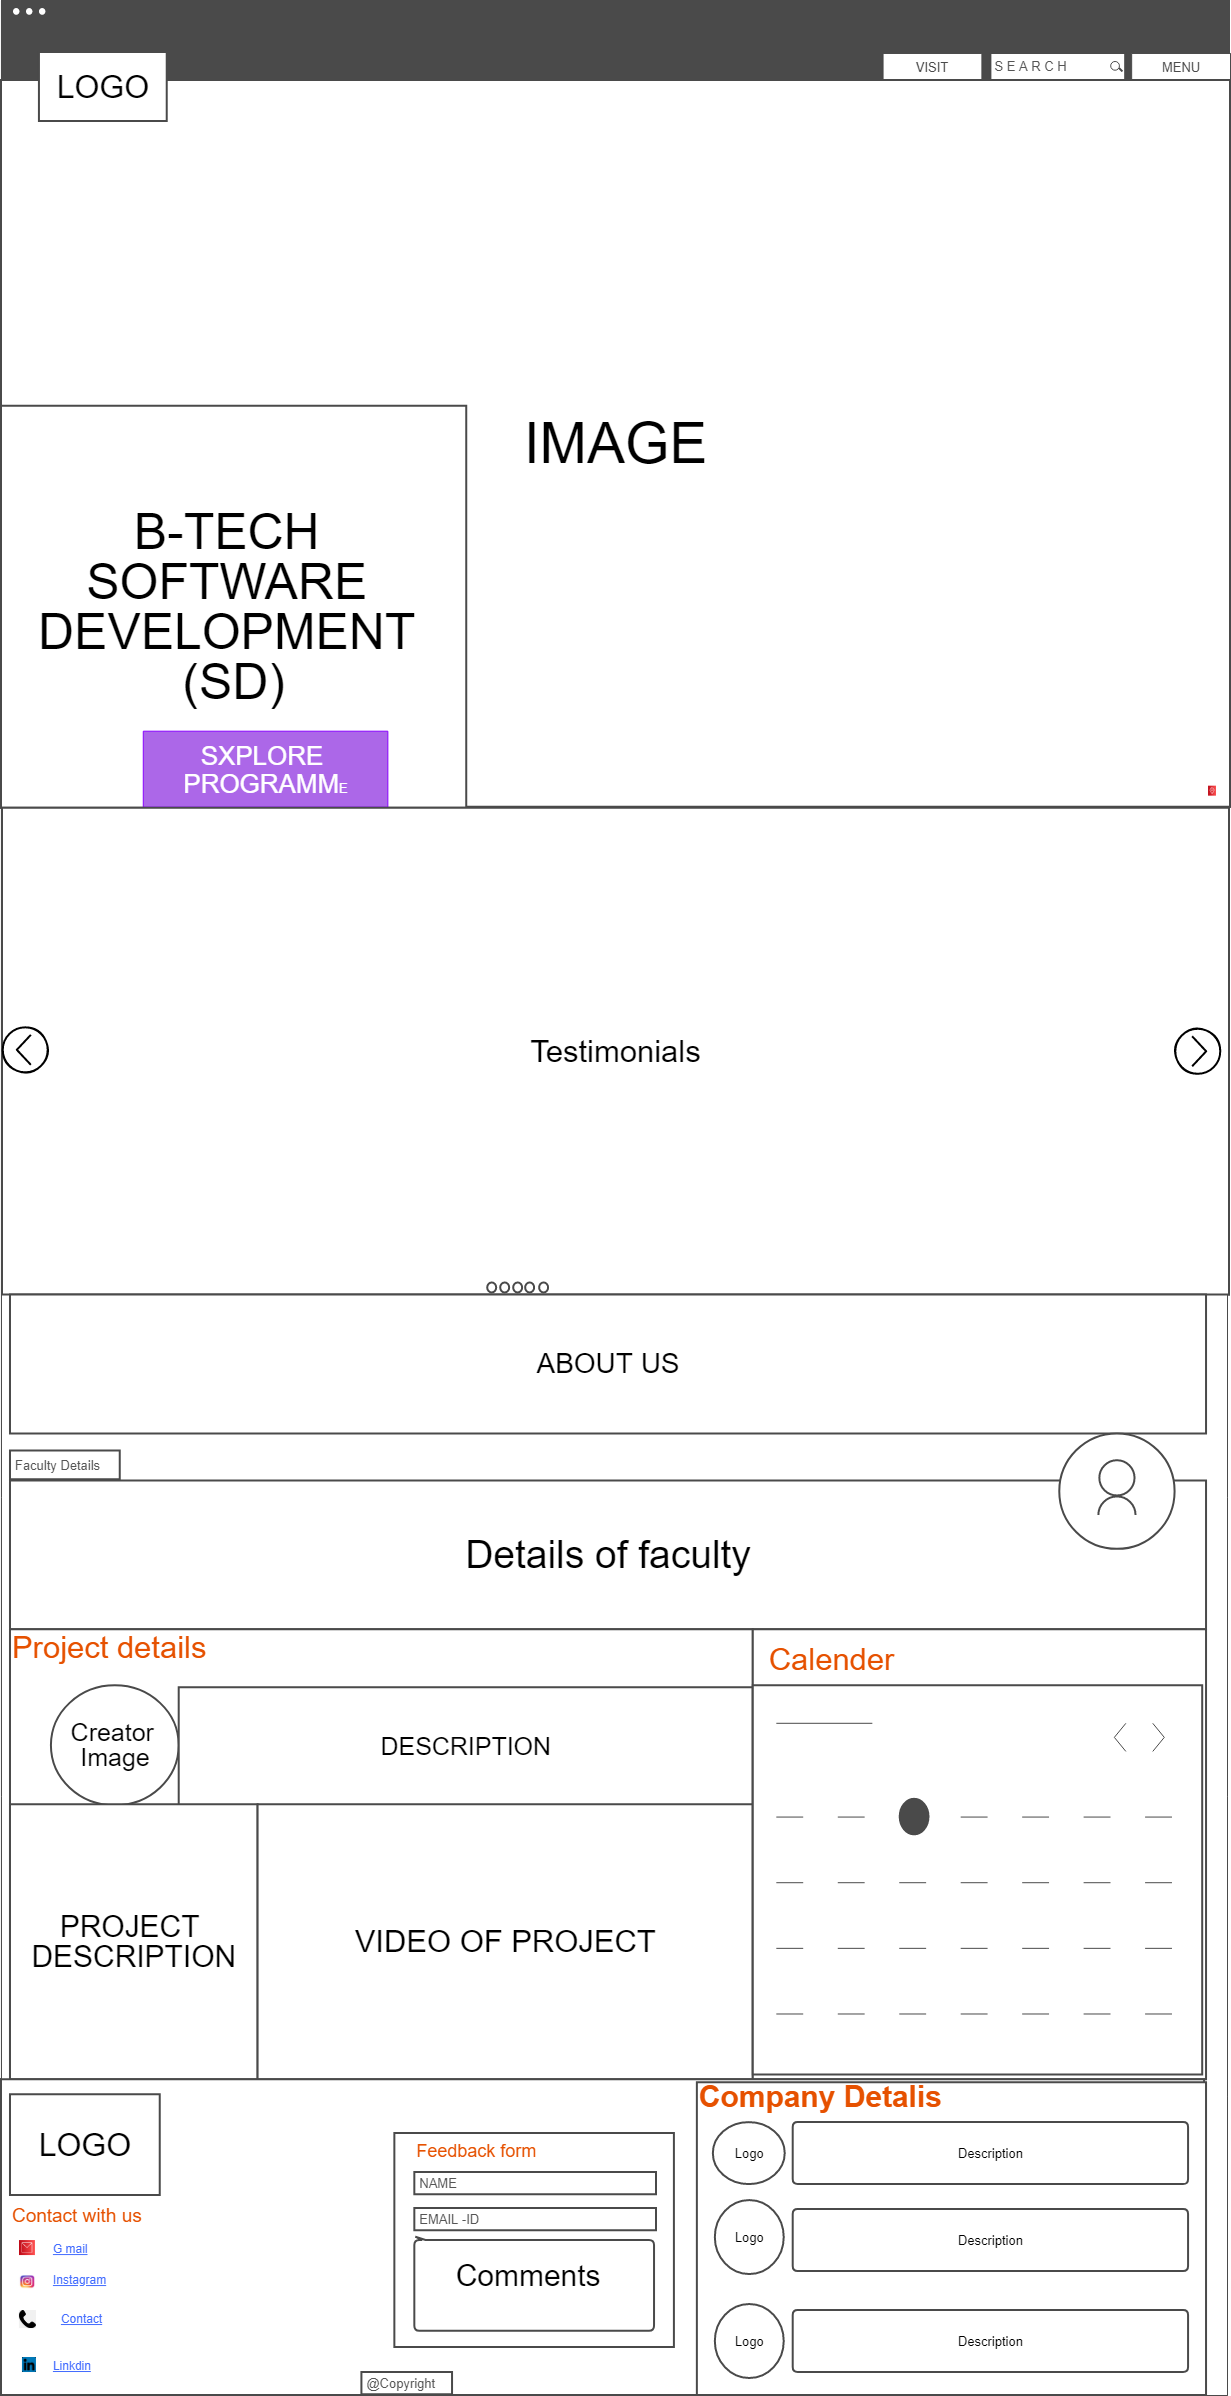 LOGO
VISIT
SEARCH
MENU
IMAGE
B-TECH
SOFTWARE
DEVELOPMENT
(SD)
SXPLORE
PROGRAMME
Testimonials
ABOUT US
Faculty Details
Details of faculty
Project details
Calender
Creator
Image
DESCRIPTION
PROJECT
DESCRIPTION
VIDEO OF PROJECT
LOGO
Contact with us
G mail
Instagram
Contact
Linkdin
Feedback form
NAME
EMAIL -ID
Comments
@Copyright
Company Detalis
Logo
Description
Logo
Description
Logo
Description